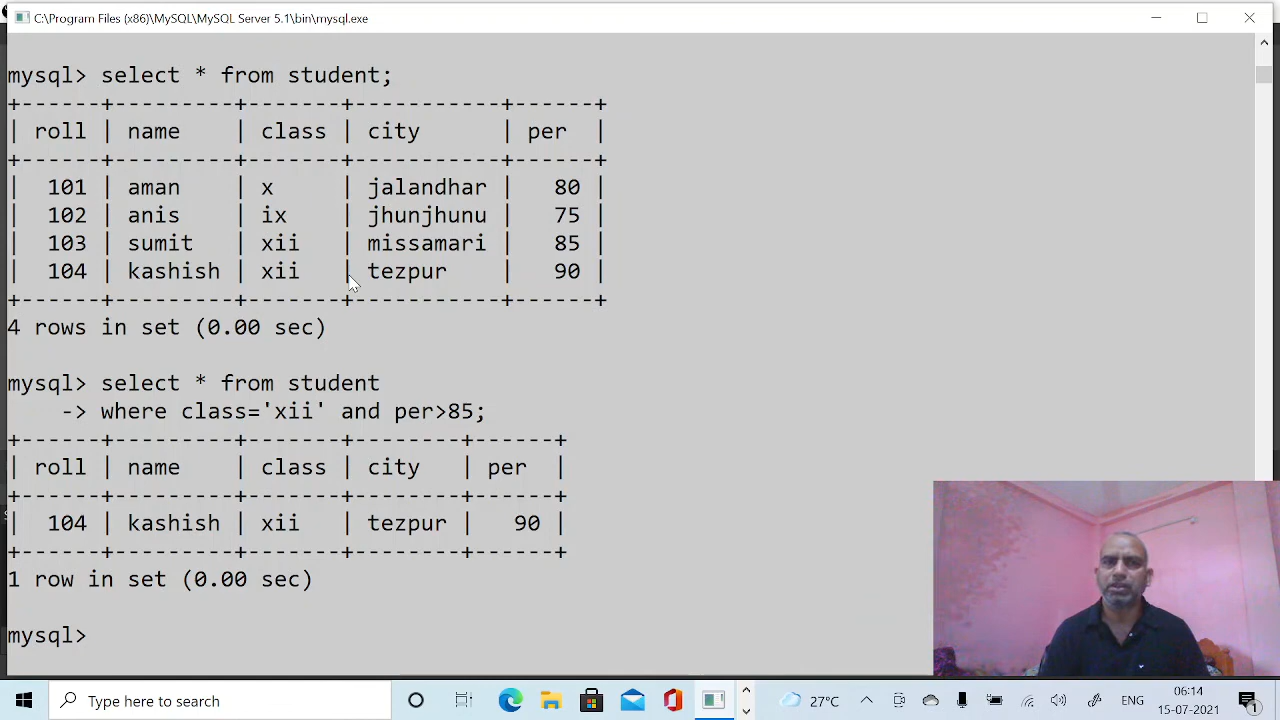 C:\Program Files (x86)\MySQL\MySQL Server 5.1\bin\mysql.exe
mysql> select * from student;
+------+---------+-------+-----------+------+
| roll | name    | class | city      | per  |
+------+---------+-------+-----------+------+
|  101 | aman    | x     | jalandhar |   80 |
|  102 | anis    | ix    | jhunjhunu |   75 |
|  103 | sumit   | xii   | missamari |   85 |
|  104 | kashish | xii   | tezpur    |   90 |
+------+---------+-------+-----------+------+
4 rows in set (0.00 sec)
mysql> select * from student
    -> where class='xii' and per>85;
+------+---------+-------+--------+------+
| roll | name    | class | city   | per  |
+------+---------+-------+--------+------+
|  104 | kashish | xii   | tezpur |   90 |
+------+---------+-------+--------+------+
1 row in set (0.00 sec)
mysql>
Type here to search
27°C
ENG
06:14
15-07-2021
1